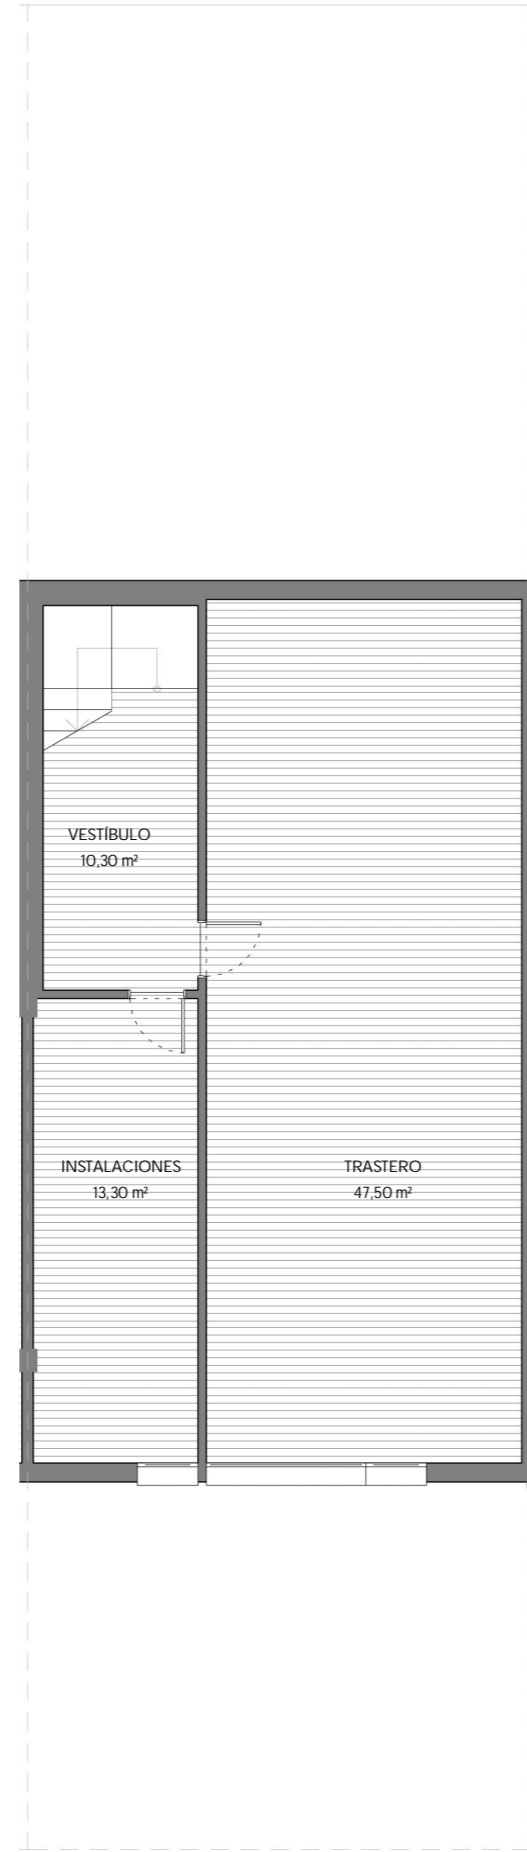 VESTÍBULO
10,30 m²
INSTALACIONES
13,30 m²
TRASTERO
47,50 m²